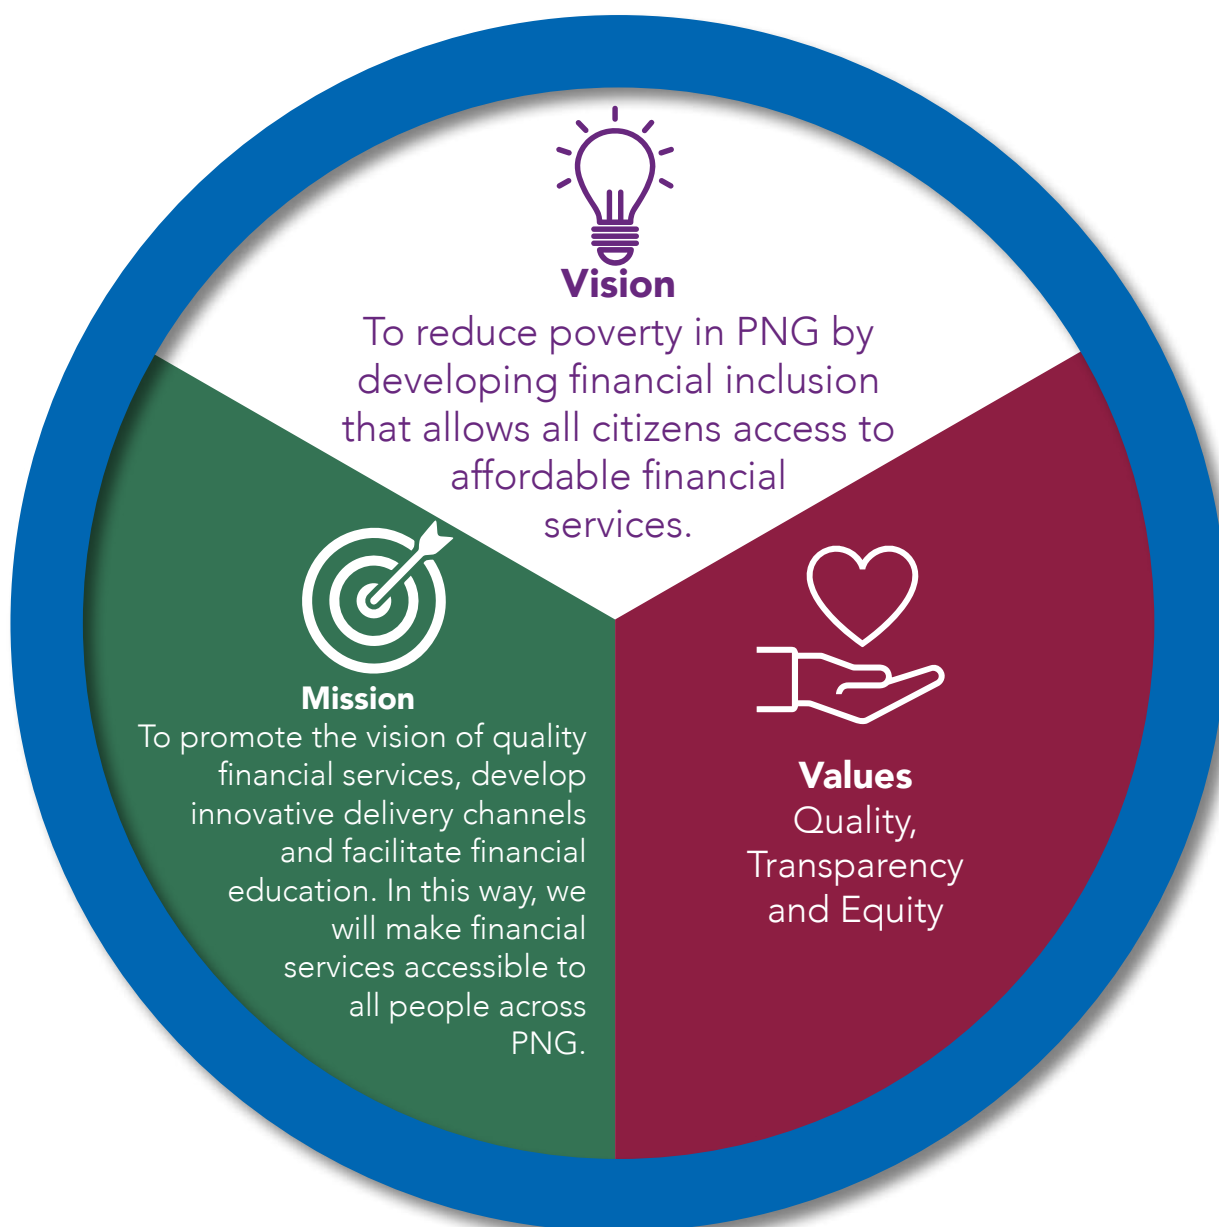 Vision
To reduce poverty in PNG by
developing financial inclusion
that allows all citizens access to
affordable financial
services.
Mission
To promote the vision of quality
financial services, develop
innovative delivery channels
and facilitate financial
education. In this way, we
will make financial
services accessible to
all people across
PNG.
Values
Quality,
Transparency
and Equity